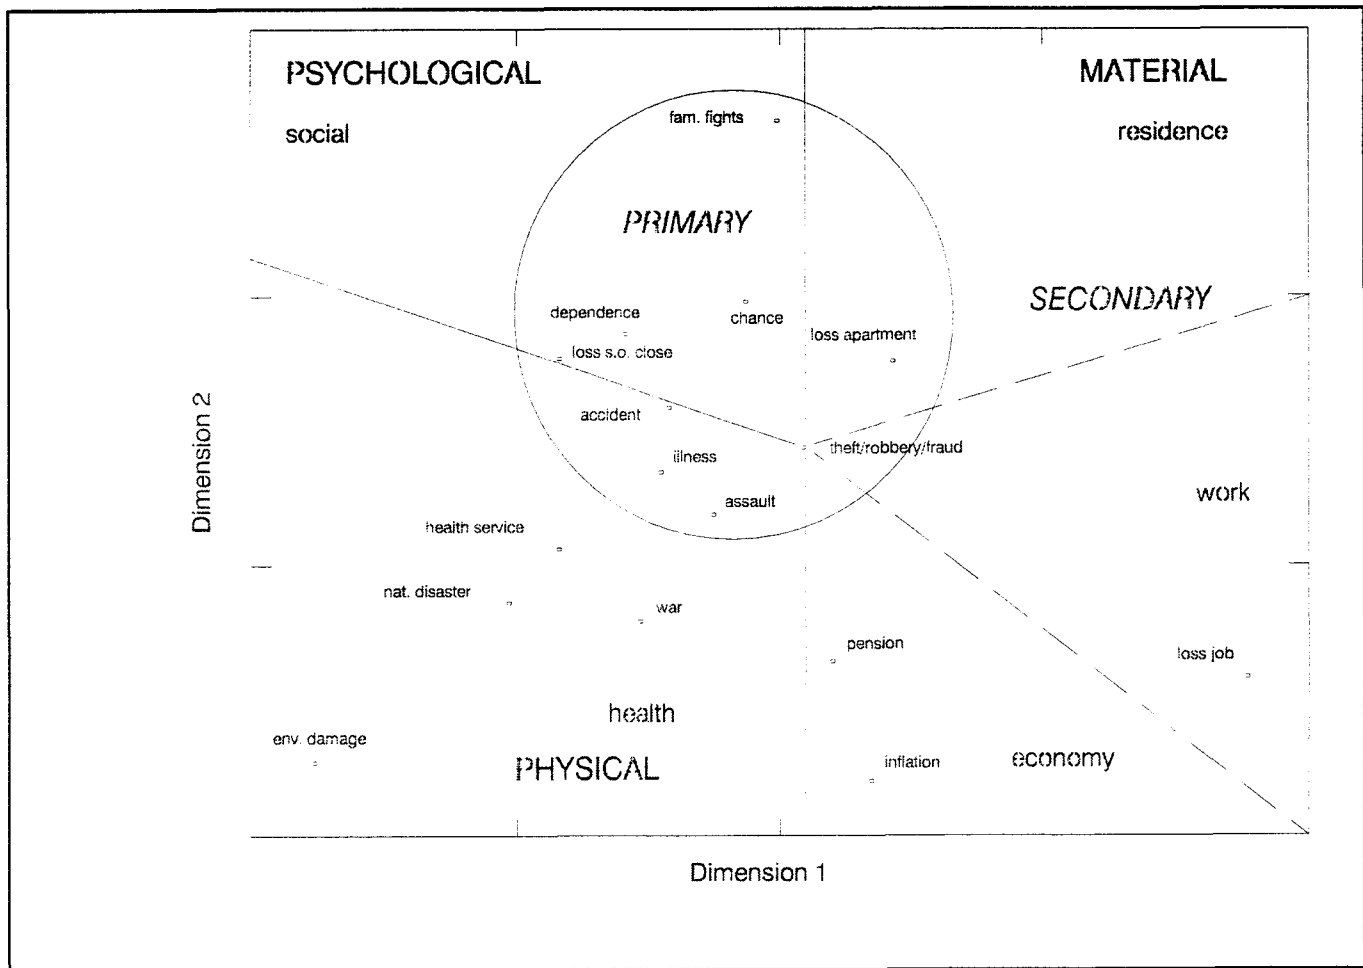 PSYCHOLOGICAL
MATERIAL
social
residence
fam. fights
PRIMARY
SECONDARY
dependence
chance
loss apartment
loss s.o. close
accident
theft/robbery/fraud
illness
work
assault
health service
nat. disaster
war
pension
loss job
health
env. damage
PHYSICAL
inflation
economy
Dimension 2
Dimension 1